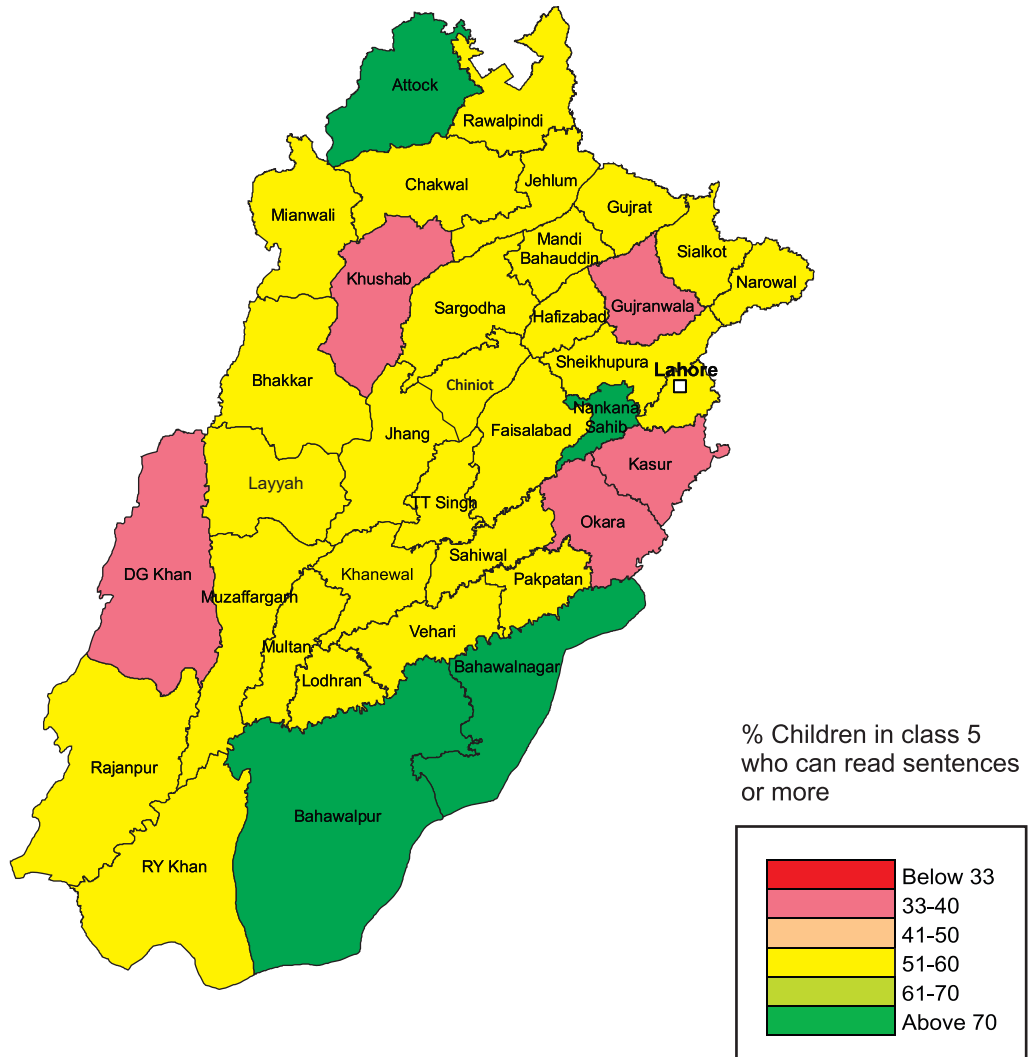 Attock
Rawalpindi
Chakwal
Jehlum
Mianwali
Gujrat
Mandi
Bahauddin
Sialkot
Khushab
Narowal
Sargodha
Hafizabad
Gujranwala
Sheikhupura
Lahore
Bhakkar
Chiniot
Nankana
Sahib
Jhang
Faisalabad
Kasur
Layyah
TT Singh
Okara
Sahiwal
DG Khan
Khanewal
Pakpatan
Muzaffargarh
Vehari
Multan
Bahawalnagar
Lodhran
Rajanpur
Bahawalpur
RY Khan
% Children in class 5
who can read sentences
or more
Below 33
33-40
41-50
51-60
61-70
Above 70